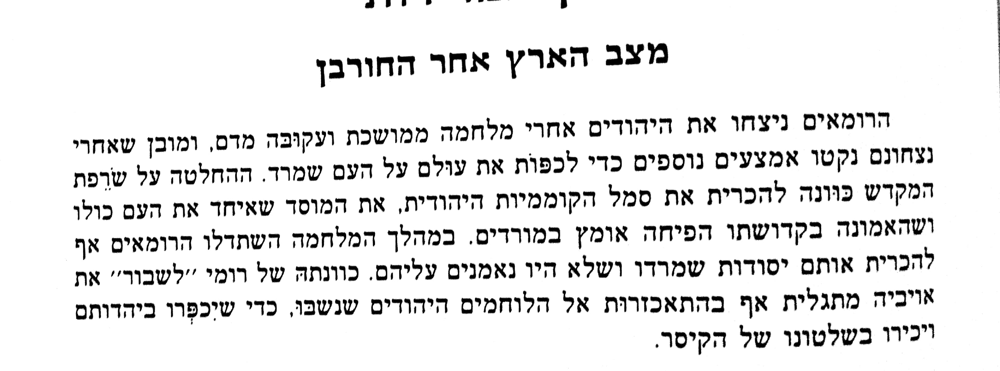 מצב הארץ אחר החורבן
הרומאים ניצחו את היהודים אחרי מלחמה ממושכת ועקוּבּה מדם, ומובן שאחרי
נצחונם נקטו אמצעים נוספים כדי לכפּוֹת את עוּלם על העם שמרד. ההחלטה על שׂרֵפת
המקדש כּוּונה להכרית את סמל הקוממיות היהודית, את המוסד שאיחד את העם כולו
ושהאמונה בקדושתו הפיחה אומץ במורדים. במהלך המלחמה השתדלו הרומאים אף
להכרית אותם יסודות שמרדו ושלא היו נאמנים עליהם. כוונתהּ של רומי ״לשבור״ את
אויביה מתגלית אף בהתאכזרוּת אל הלוחמים היהודים שנשבּוּ, כדי שיִכפְּרו ביהדותם
ויכירו בשלטונו של הקיסר.